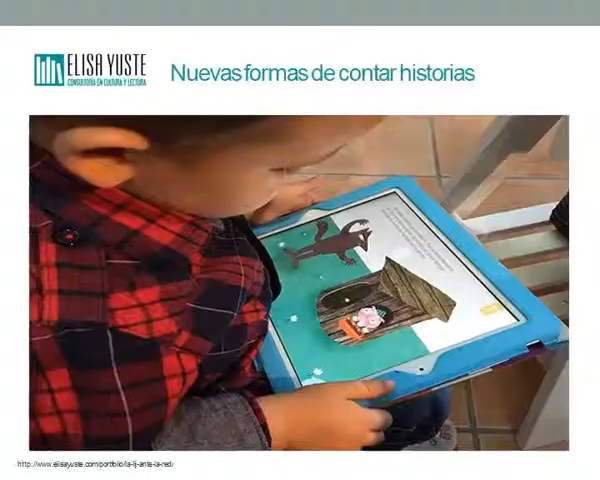 ELISA YUSTE
CONSULTORÍA EN CULTURA Y LECTURA
Nuevas formas de contar historias
http://www.elisayuste.com/portfolio/la-lij-ante-la-red/